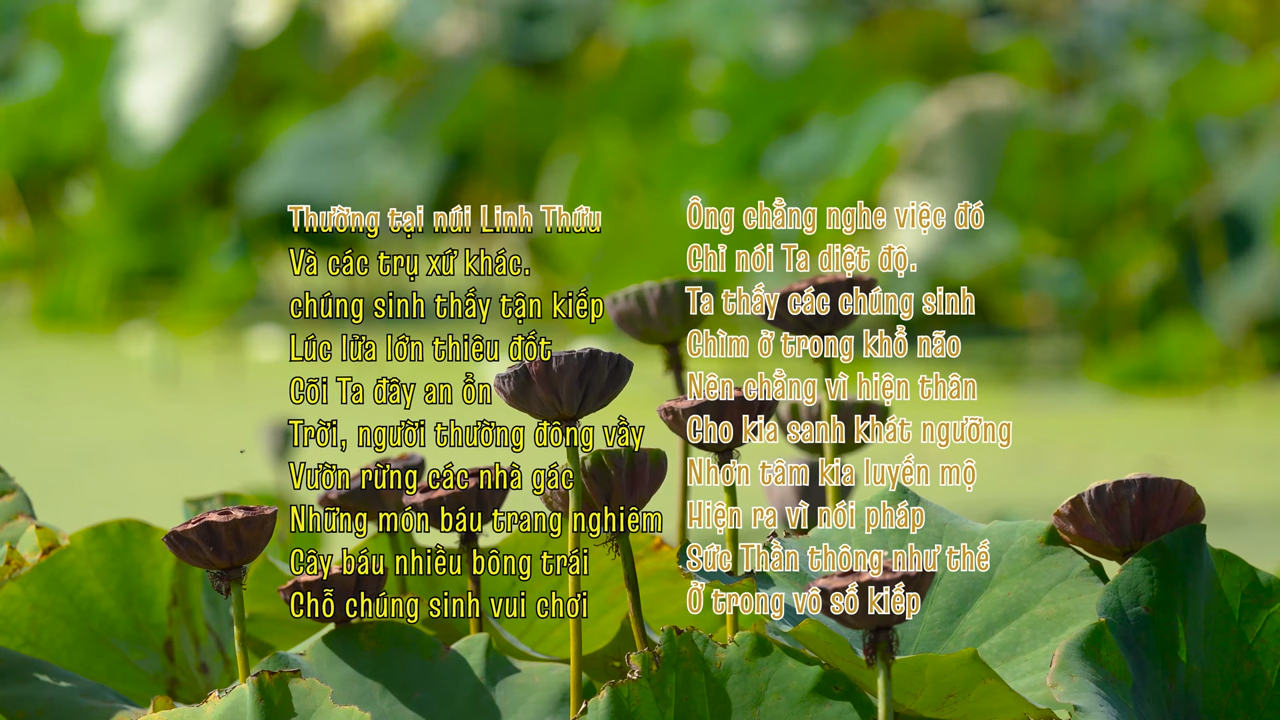 Thường tại núi Linh Thứu
Và các trụ xứ khác.
chúng sinh thấy tận kiếp
Lúc lửa lớn thiêu đốt
Cõi Ta đây an ổn
Trời, người thường đông vầy
Vườn rừng các nhà gác
Những món báu trang nghiêm
Cây báu nhiều bông trái
Chỗ chúng sinh vui chơi
Ông chẳng nghe việc đó
Chỉ nói Ta diệt độ.
Ta thấy các chúng sinh
Chìm ở trong khổ não
Nên chẳng vì hiện thân
Cho kia sanh khát ngưỡng
Nhơn tâm kia luyến mộ
Hiện ra vì nói pháp
Sức Thần thông như thế
Ở trong vô số kiếp